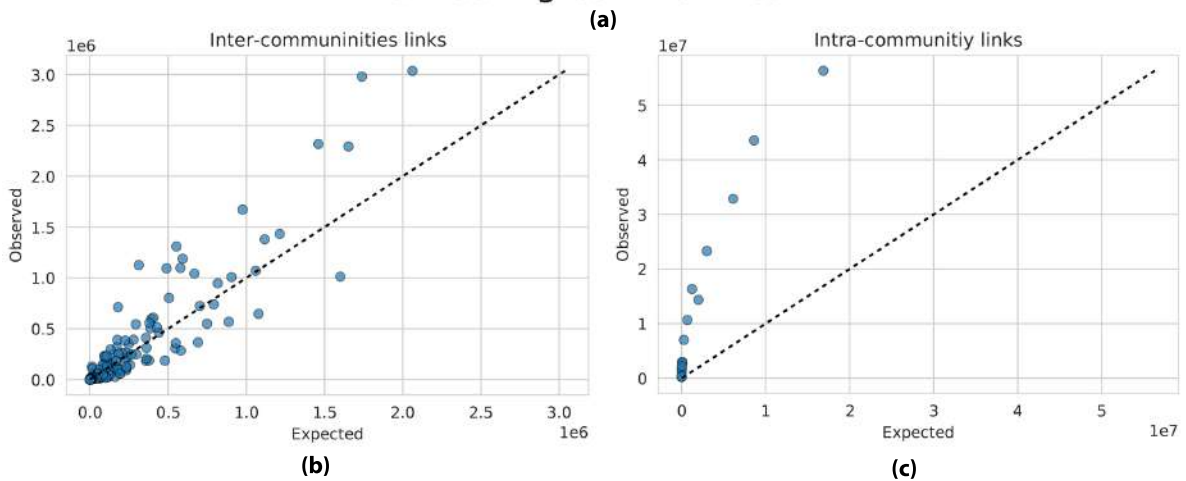 (a)
Inter-communinities links
Intra-communitiy links
1e6
3.0
2.5
2.0
1.5
1.0
0.5
0.0
Observed
0.0 0.5 1.0 1.5 2.0 2.5 3.0
Expected
1e6
(b)
1e7
5
4
3
2
1
0
Observed
0 1 2 3 4 5
Expected
1e7
(c)